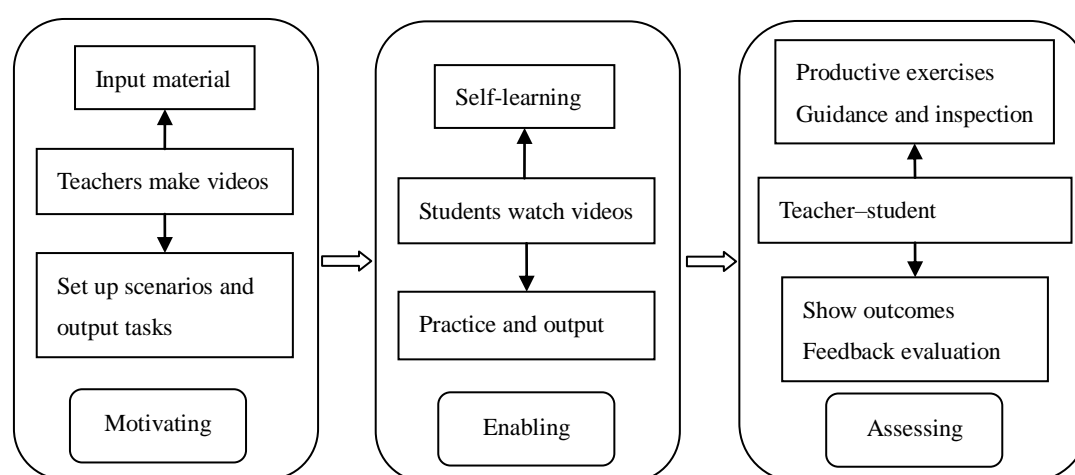 Input material
Teachers make videos
Set up scenarios and
output tasks
Motivating
Self-learning
Students watch videos
Practice and output
Enabling
Productive exercises
Guidance and inspection
Teacher–student
Show outcomes
Feedback evaluation
Assessing